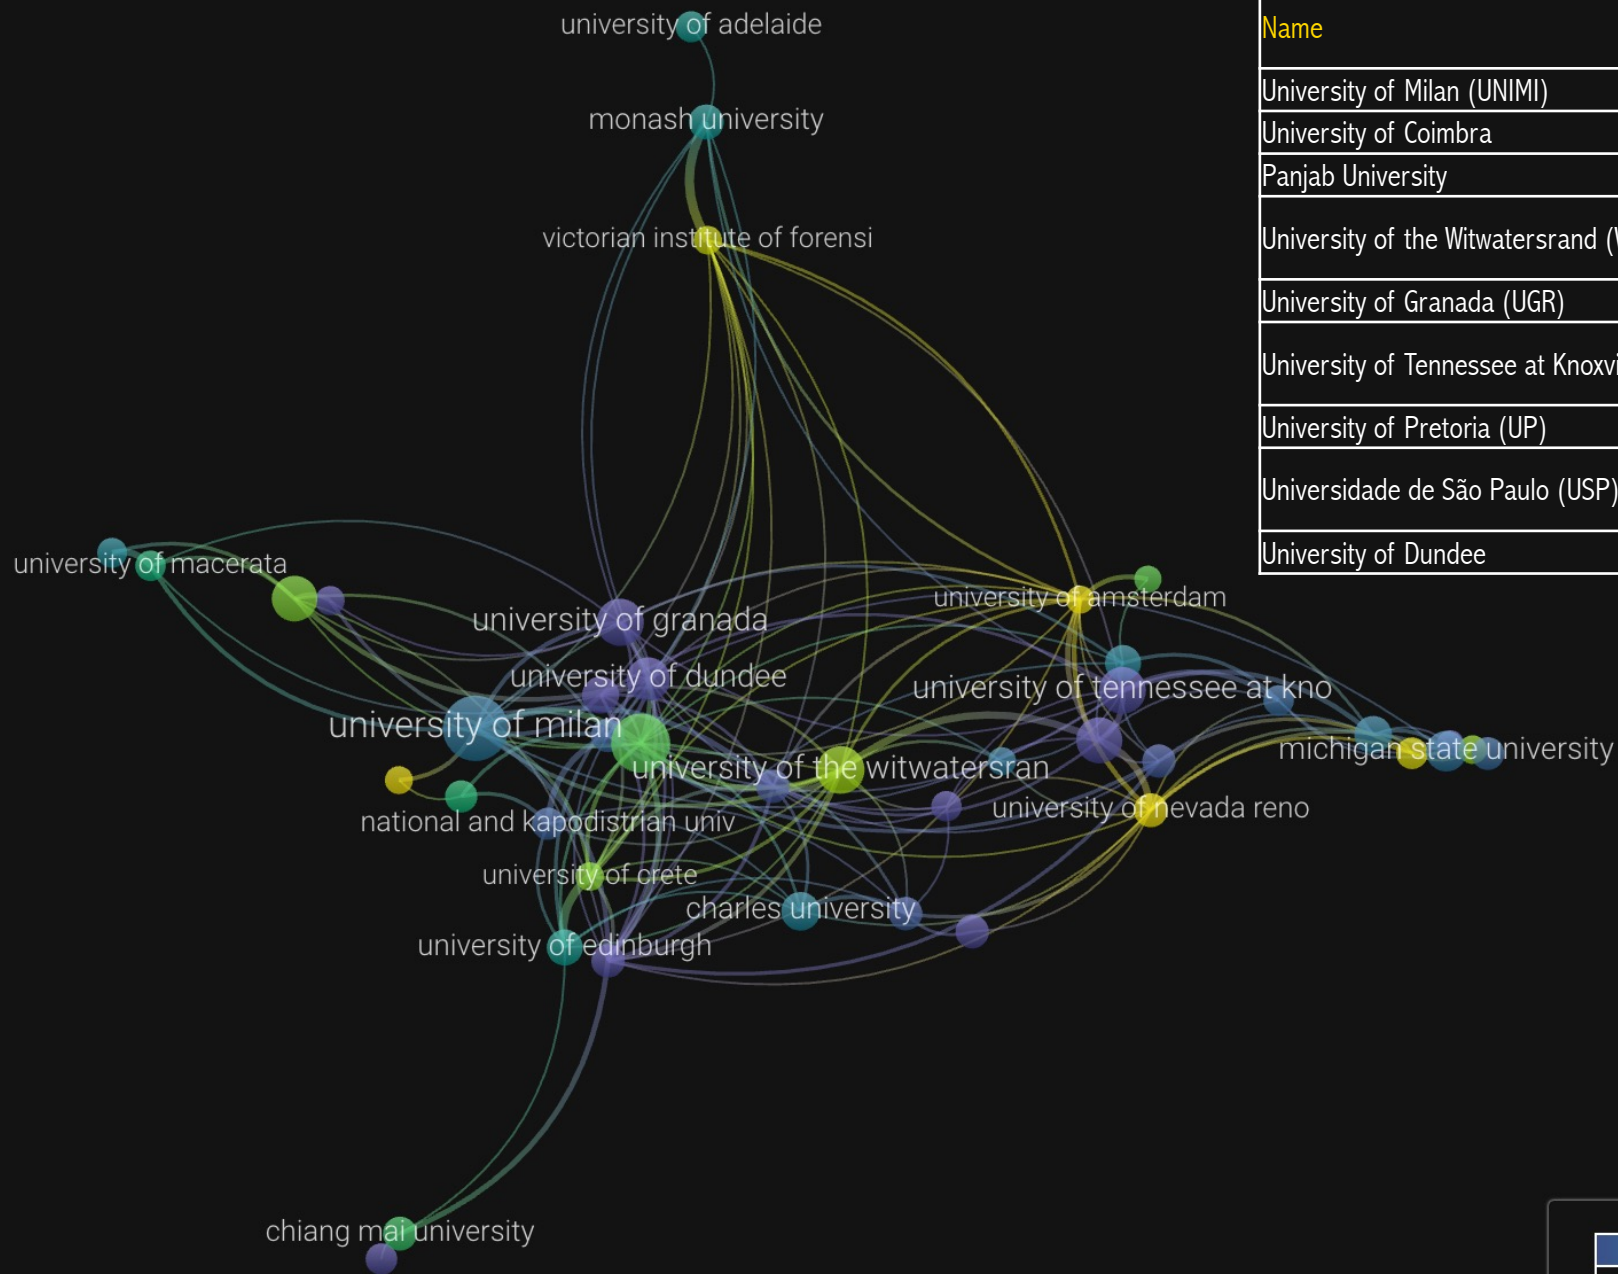 university of adelaide
monash university
victorian institute of forensi
university of macerata
university of granada
university of amsterdam
university of dundee
university of tennessee at kno
university of milan
michigan state university
university of the witwatersran
university of nevada reno
national and kapodistrian univ
university of crete
charles university
university of edinburgh
chiang mai university
Name
University of Milan (UNIMI)
University of Coimbra
Panjab University
University of the Witwatersrand (
University of Granada (UGR)
University of Tennessee at Knoxvi
University of Pretoria (UP)
Universidade de São Paulo (USP)
University of Dundee